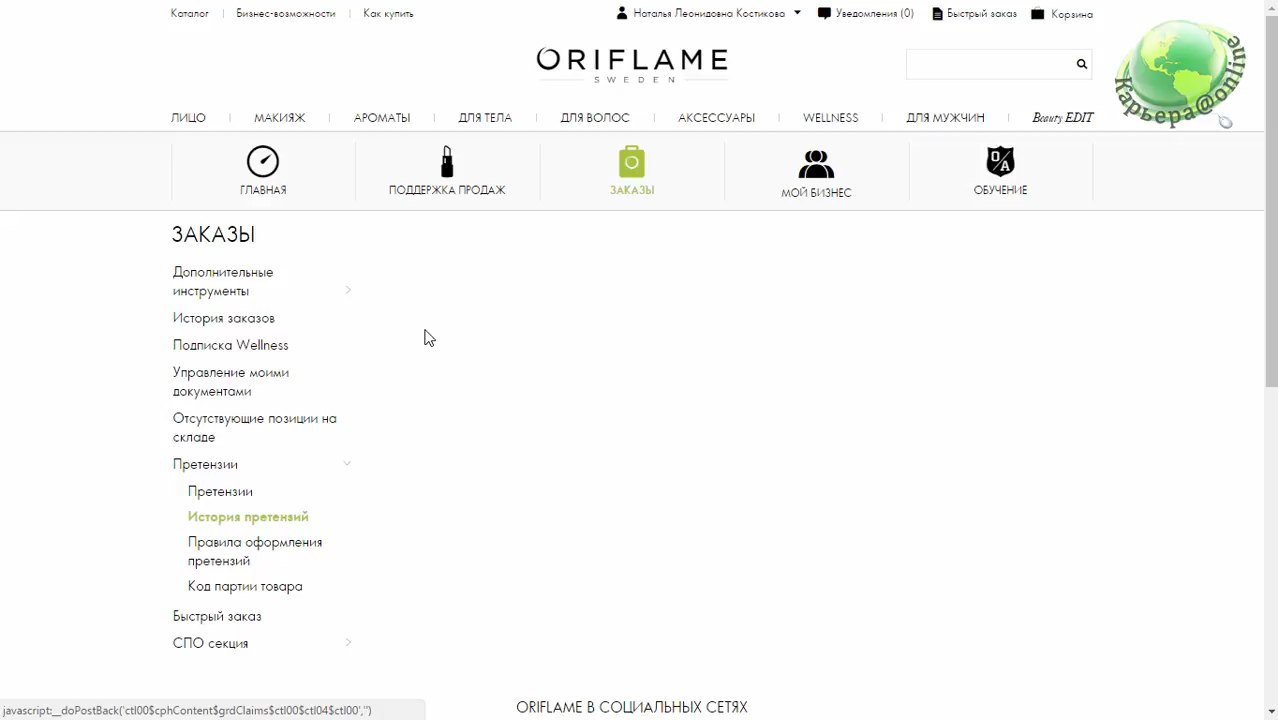 Каталог
Бизнес-возможности
Как купить
Наталья Леонидовна Костикова
Уведомления (0)
Быстрый заказ
Корзина
ORIFLAME
SWEDEN
Карьера@online
ЛИЦО
МАКИЯЖ
АРОМАТЫ
ДЛЯ ТЕЛА
ДЛЯ ВОЛОС
АКСЕССУАРЫ
WELLNESS
ДЛЯ МУЖЧИН
Beauty EDIT
ГЛАВНАЯ
ПОДДЕРЖКА ПРОДАЖ
ЗАКАЗЫ
МОЙ БИЗНЕС
O/A
ОБУЧЕНИЕ
ЗАКАЗЫ
Дополнительные
инструменты
История заказов
Подписка Wellness
Управление моими
документами
Отсутствующие позиции на
складе
Претензии
Претензии
История претензий
Правила оформления
претензий
Код партии товара
Быстрый заказ
СПО секция
ORIFLAME В СОЦИАЛЬНЫХ СЕТЯХ
javascript:__doPostBack('ctl00$cphContent$grdClaims$ctl00$ctl04$ctl00','')